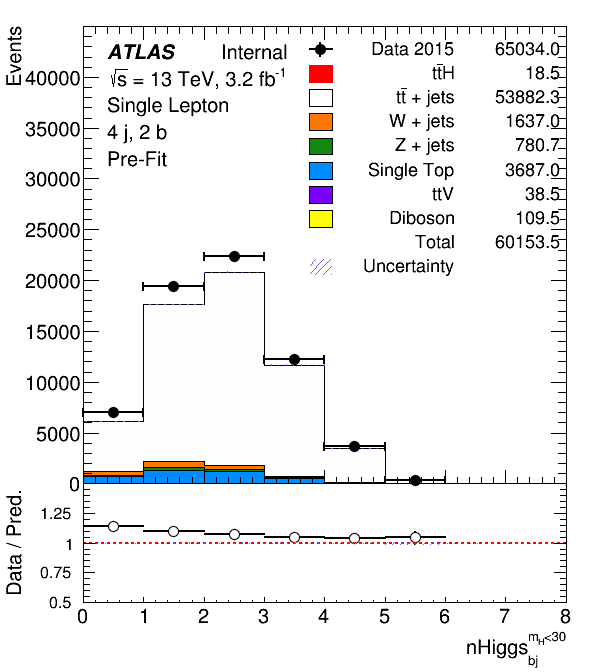 Events
ATLAS Internal
√s = 13 TeV, 3.2 fb⁻¹
Single Lepton
4 j, 2 b
Pre-Fit
Data 2015 65034.0
tt̄H 18.5
tt̄ + jets 53882.3
W + jets 1637.0
Z + jets 780.7
Single Top 3687.0
ttV 38.5
Diboson 109.5
Total 60153.5
Uncertainty
40000
35000
30000
25000
20000
15000
10000
5000
0
Data / Pred.
1.25
1
0.75
0.5
0 1 2 3 4 5 6 7 8
nHiggs_bj^m_H<30